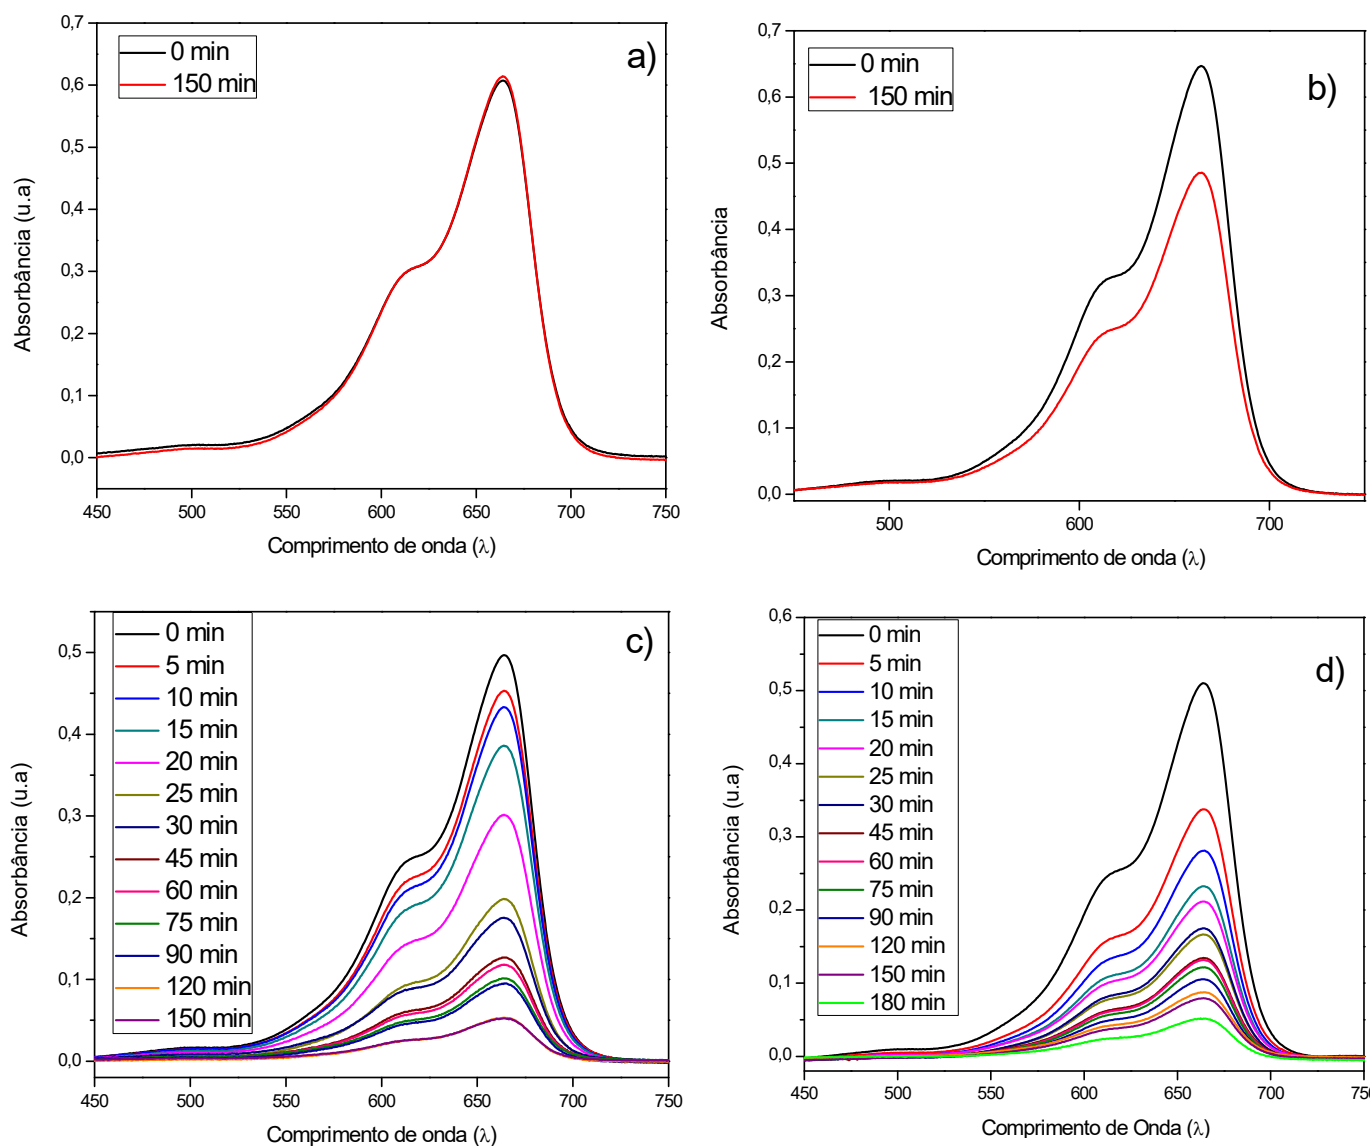 a)
0 min
150 min
Absorbância (u.a)
0,7
0,6
0,5
0,4
0,3
0,2
0,1
0,0
450 500 550 600 650 700 750
Comprimento de onda (λ)
b)
0 min
150 min
Absorbância
0,7
0,6
0,5
0,4
0,3
0,2
0,1
0,0
500 600 700
Comprimento de onda (λ)
c)
0 min
5 min
10 min
15 min
20 min
25 min
30 min
45 min
60 min
75 min
90 min
120 min
150 min
Absorbância (u.a)
0,5
0,4
0,3
0,2
0,1
0,0
450 500 550 600 650 700 750
Comprimento de onda (λ)
d)
0 min
5 min
10 min
15 min
20 min
25 min
30 min
45 min
60 min
75 min
90 min
120 min
150 min
180 min
Absorbância (u.a)
0,6
0,5
0,4
0,3
0,2
0,1
0,0
450 500 550 600 650 700 750
Comprimento de Onda (λ)